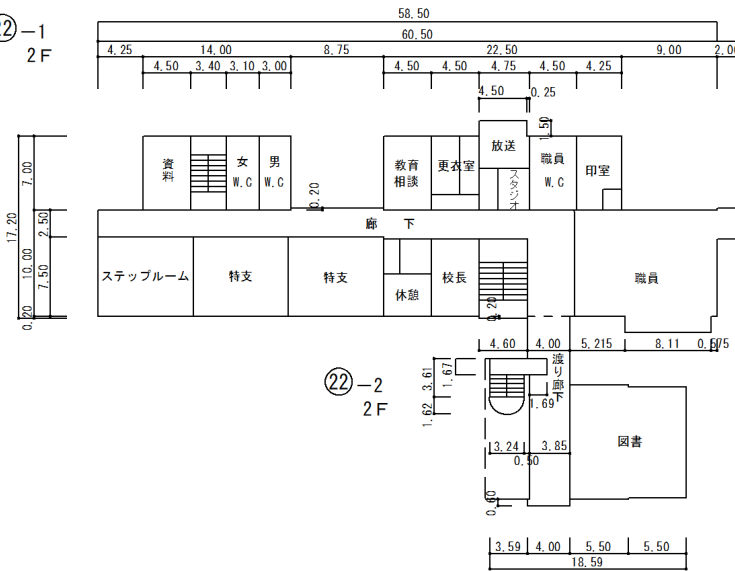 22-1
2F
58.50
60.50
4.25 14.00 8.75 22.50 9.00 2.00
4.50 3.40 3.10 3.00 4.50 4.50 4.75 4.50 4.25
4.50 0.25
1.50
放送
資料
女
W.C
男
W.C
教育
相談
更衣室
スタジオ
職員
W.C
印室
7.00
0.20
17.20
2.50
10.00
7.50
0.20
廊下
ステップルーム
特支
特支
休憩
校長
職員
0.20
4.60 4.00 5.215 8.11 0.575
22-2
2F
3.61
1.67
1.62
渡り廊下
1.69
図書
3.24 3.85
0.50
0.60
3.59 4.00 5.50 5.50
18.59